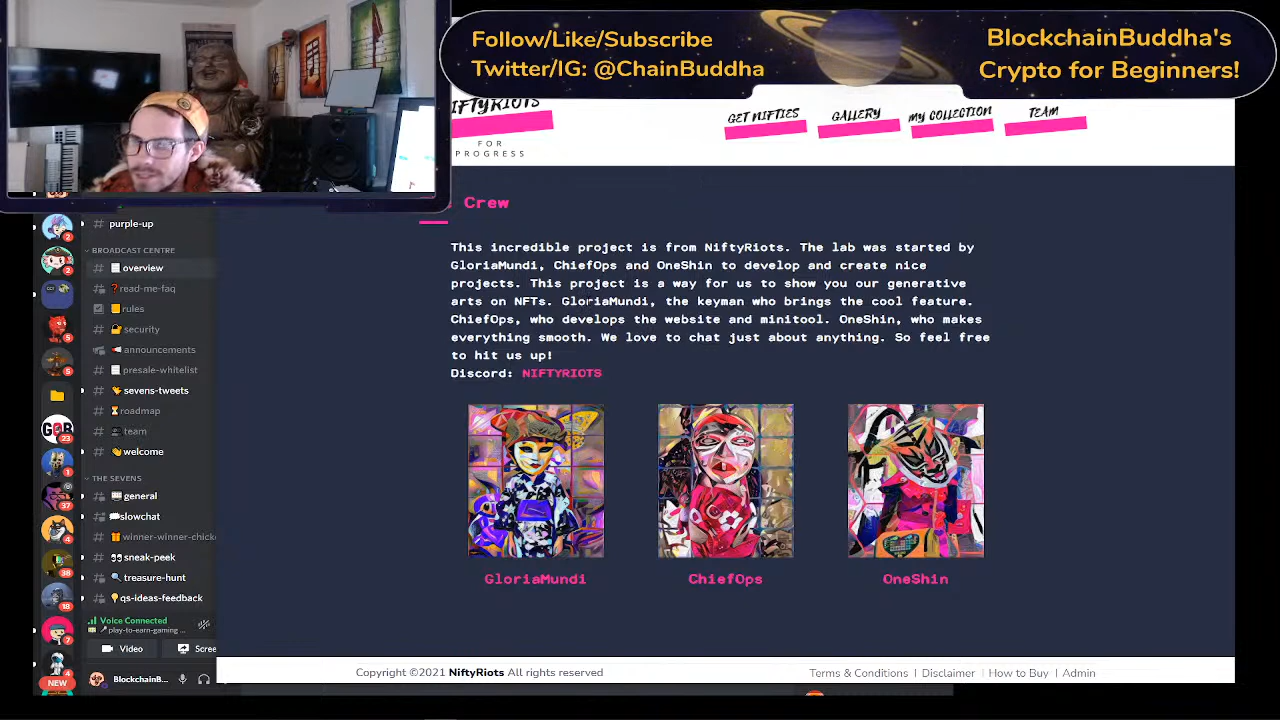 Follow/Like/Subscribe
Twitter/IG: @ChainBuddha
BlockchainBuddha's
Crypto for Beginners!
FOR
PROGRESS
GET NIFTIES
GALLERY
MY COLLECTION
TEAM
Crew
This incredible project is from NiftyRiots. The lab was started by
GloriaMundi, ChiefOps and OneShin to develop and create nice
projects. This project is a way for us to show you our generative
arts on NFTs. GloriaMundi, the keyman who brings the cool feature.
ChiefOps, who develops the website and minitool. OneShin, who makes
everything smooth. We love to chat just about anything. So feel free
to hit us up!
Discord: NIFTYRIOTS
GloriaMundi
ChiefOps
OneShin
Copyright ©2021 NiftyRiots All rights reserved
Terms & Conditions | Disclaimer | How to Buy | Admin
purple-up
BROADCAST CENTRE
overview
read-me-faq
rules
security
announcements
presale-whitelist
sevens-tweets
roadmap
team
welcome
THE SEVENS
general
slowchat
winner-winner-chick
sneak-peek
treasure-hunt
qs-ideas-feedback
Voice Connected
play-to-earn-gaming ...
Video
Scree
BlockchainB...
NEW